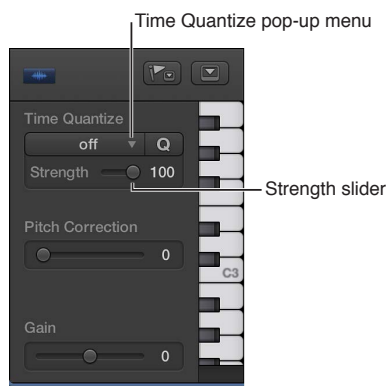 Time Quantize pop-up menu
Time Quantize
off Q
Strength 100
Strength slider
Pitch Correction
0
C3
Gain
0